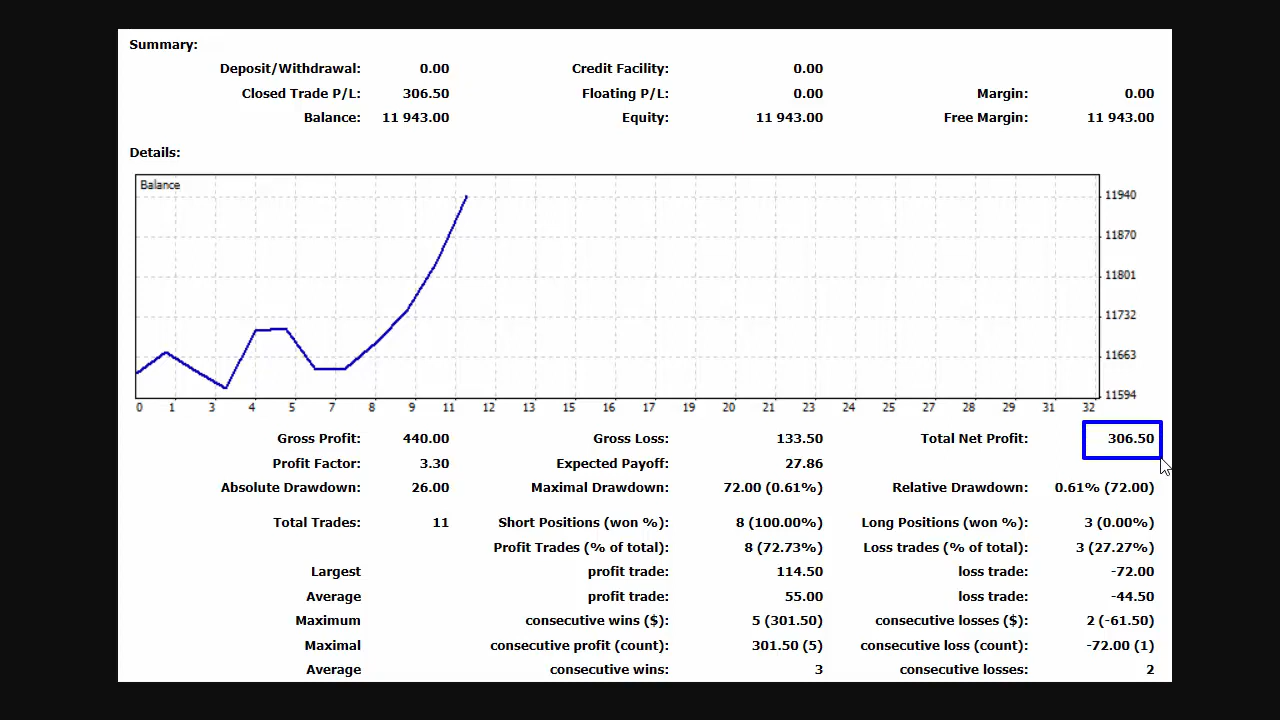 Summary:
Deposit/Withdrawal: 0.00 Credit Facility: 0.00
Closed Trade P/L: 306.50 Floating P/L: 0.00 Margin: 0.00
Balance: 11 943.00 Equity: 11 943.00 Free Margin: 11 943.00
Details:
Balance
11940
11870
11801
11732
11663
11594
0 1 3 4 5 7 8 9 11 12 13 15 16 17 19 20 21 23 24 25 27 28 29 31 32
Gross Profit: 440.00 Gross Loss: 133.50 Total Net Profit: 306.50
Profit Factor: 3.30 Expected Payoff: 27.86
Absolute Drawdown: 26.00 Maximal Drawdown: 72.00 (0.61%) Relative Drawdown: 0.61% (72.00)
Total Trades: 11 Short Positions (won %): 8 (100.00%) Long Positions (won %): 3 (0.00%)
Profit Trades (% of total): 8 (72.73%) Loss trades (% of total): 3 (27.27%)
Largest profit trade: 114.50 loss trade: -72.00
Average profit trade: 55.00 loss trade: -44.50
Maximum consecutive wins ($): 5 (301.50) consecutive losses ($): 2 (-61.50)
Maximal consecutive profit (count): 301.50 (5) consecutive loss (count): -72.00 (1)
Average consecutive wins: 3 consecutive losses: 2